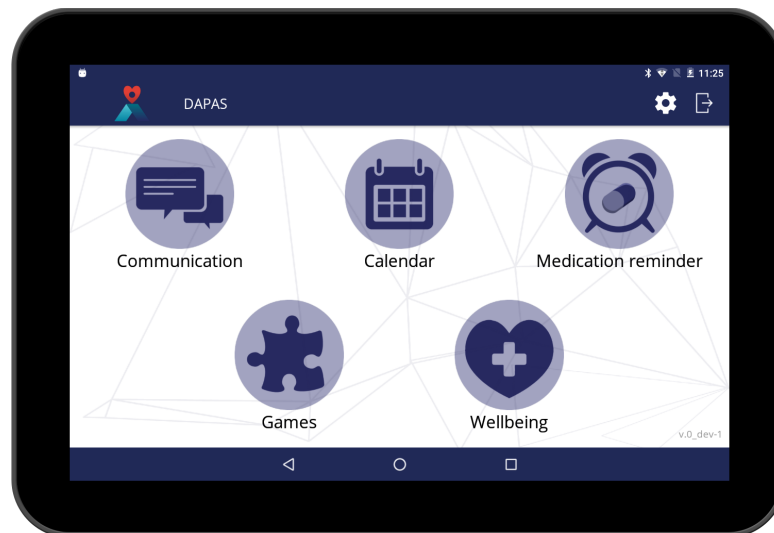 11:25
DAPAS
Communication
Calendar
Medication reminder
Games
Wellbeing
v.0_dev-1